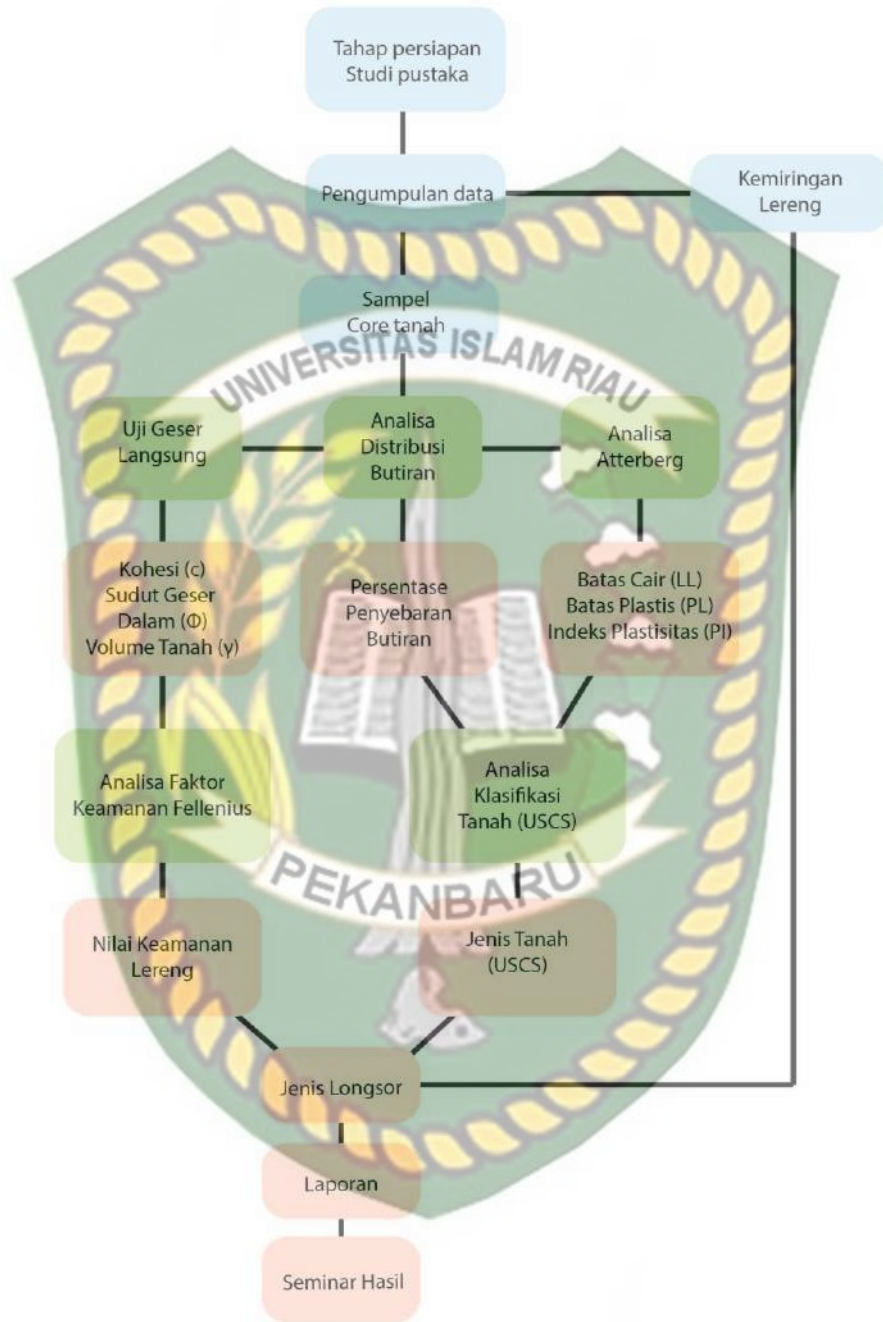 Tahap persiapan
Studi pustaka
Pengumpulan data
Kemiringan
Lereng
Sampel
Core tanah
UNIVERSITAS ISLAM RIAU
Uji Geser
Langsung
Analisa
Distribusi
Butiran
Analisa
Atterberg
Kohesi (c)
Sudut Geser
Dalam (Φ)
Volume Tanah (γ)
Persentase
Penyebaran
Butiran
Batas Cair (LL)
Batas Plastis (PL)
Indeks Plastisitas (PI)
Analisa Faktor
Keamanan Fellenius
Analisa
Klasifikasi
Tanah (USCS)
PEKANBARU
Nilai Keamanan
Lereng
Jenis Tanah
(USCS)
Jenis Longsor
Laporan
Seminar Hasil